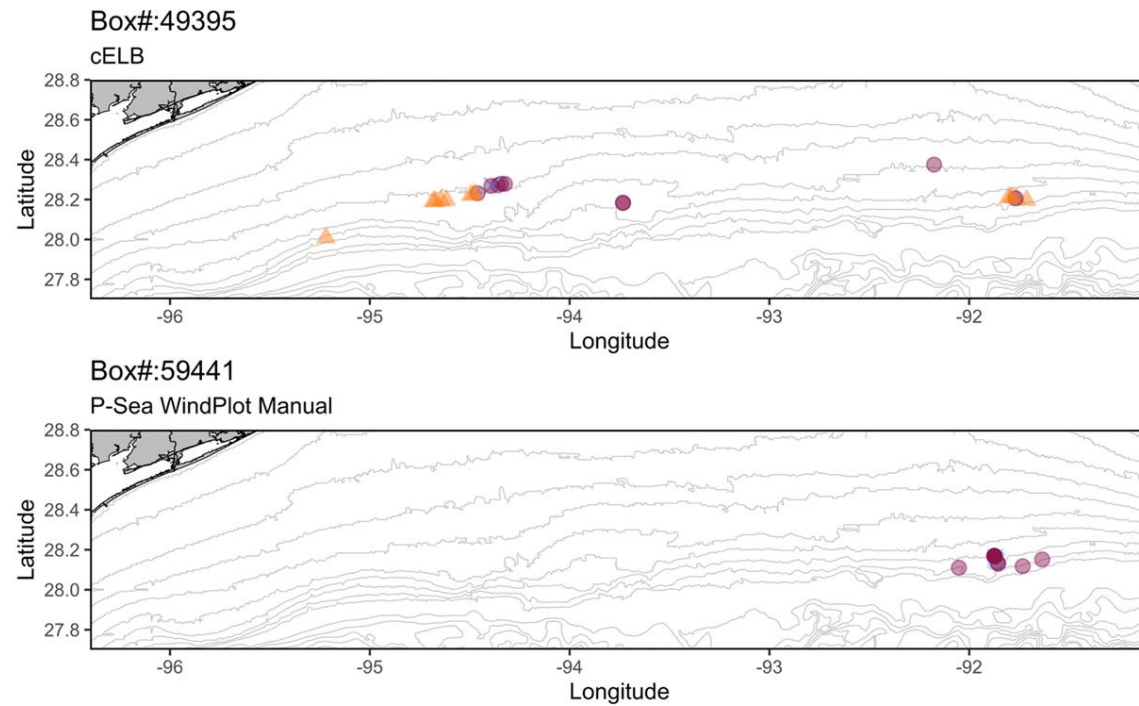 Box#:49395
cELB
28.8
28.6
28.4
28.2
28.0
27.8
Latitude
-96 -95 -94 -93 -92
Longitude
Box#:59441
P-Sea WindPlot Manual
28.8
28.6
28.4
28.2
28.0
27.8
Latitude
-96 -95 -94 -93 -92
Longitude